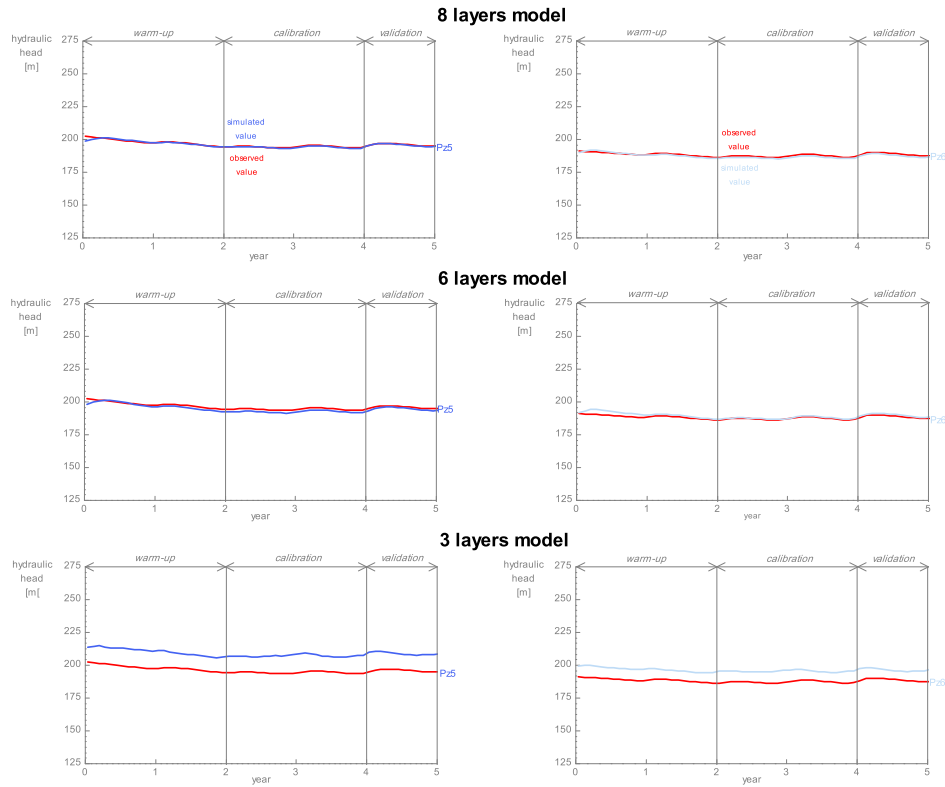 8 layers model
hydraulic
head
[m]
warm-up
calibration
validation
275
250
225
200
175
150
125
simulated
value
observed
value
Pz5
0
1
2
3
4
5
year
hydraulic
head
[m]
warm-up
calibration
validation
275
250
225
200
175
150
125
observed
value
simulated
value
Pz6
0
1
2
3
4
5
year
6 layers model
hydraulic
head
[m]
warm-up
calibration
validation
275
250
225
200
175
150
125
Pz5
0
1
2
3
4
5
year
hydraulic
head
[m]
warm-up
calibration
validation
275
250
225
200
175
150
125
Pz6
0
1
2
3
4
5
year
3 layers model
hydraulic
head
[m[
warm-up
calibration
validation
275
250
225
200
175
150
125
Pz5
0
1
2
3
4
5
year
hydraulic
head
[m]
warm-up
calibration
validation
275
250
225
200
175
150
125
Pz6
0
1
2
3
4
5
year